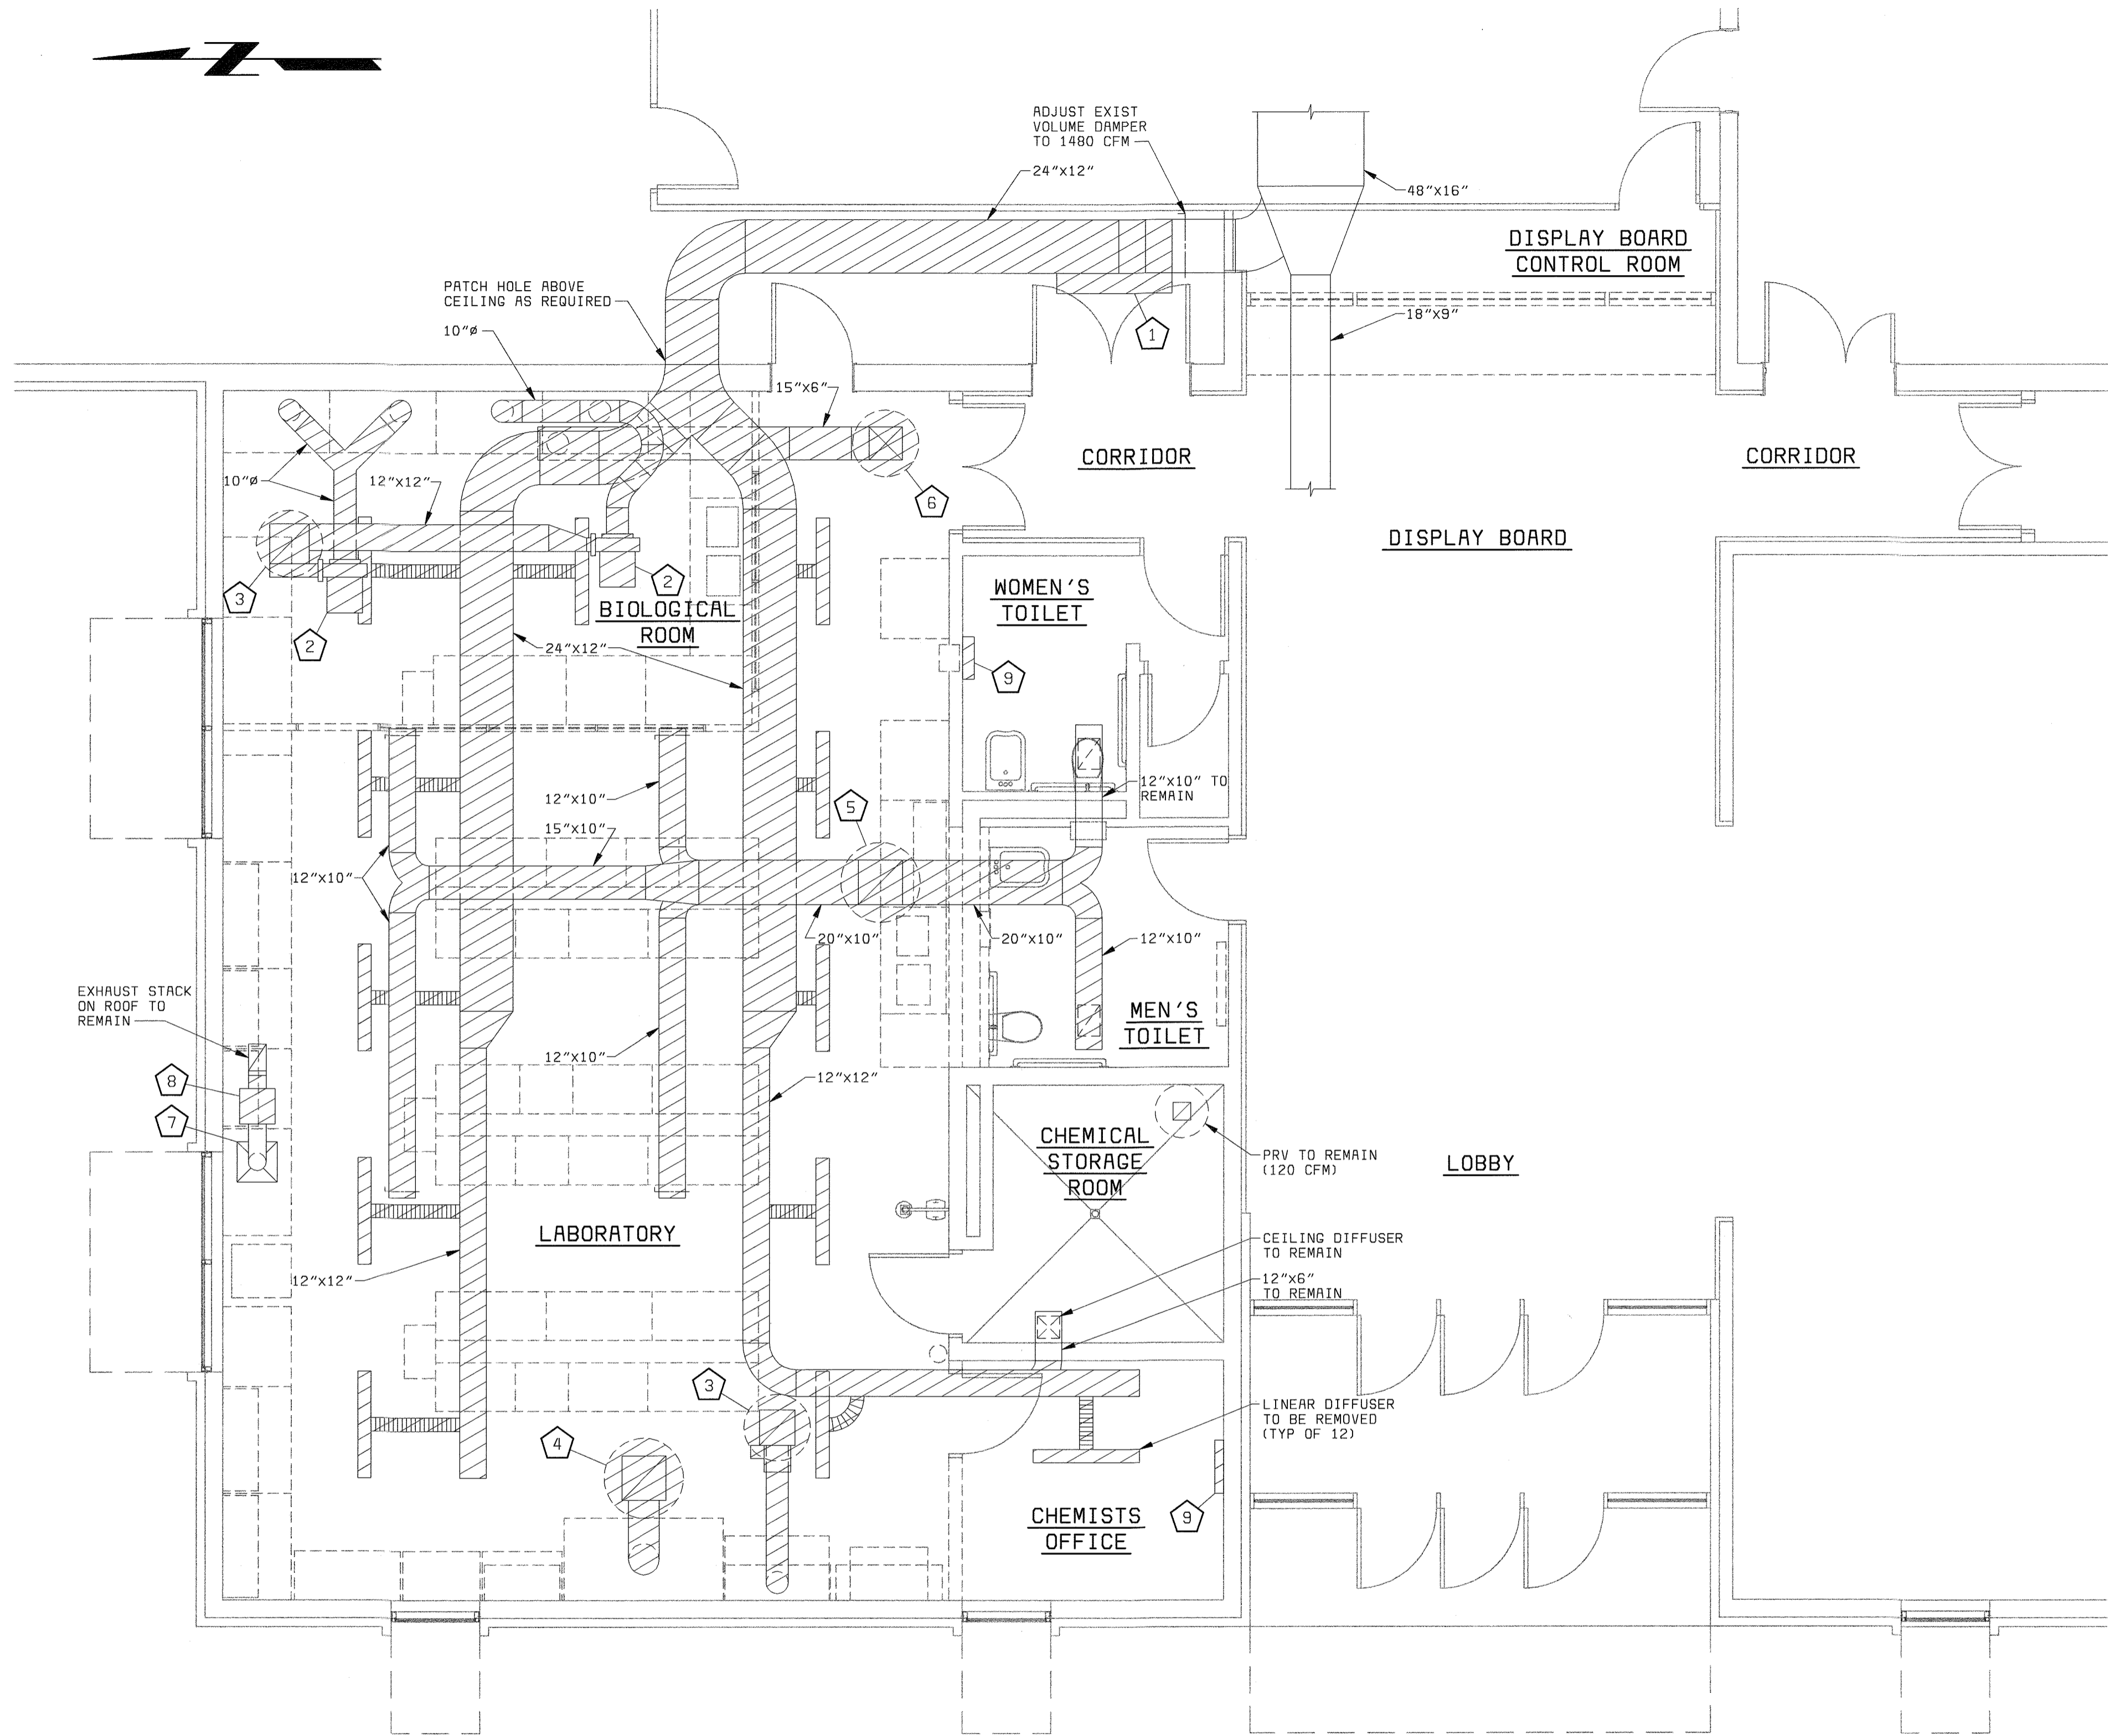 ADJUST EXIST
VOLUME DAMPER
TO 1480 CFM
24"x12"
48"x16"
DISPLAY BOARD
CONTROL ROOM
PATCH HOLE ABOVE
CEILING AS REQUIRED
10"ø
18"x9"
1
15"x6"
CORRIDOR
CORRIDOR
10"ø
12"x12"
6
DISPLAY BOARD
2
3
BIOLOGICAL
ROOM
WOMEN'S
TOILET
2
24"x12"
9
12"x10" TO
REMAIN
12"x10"
5
15"x10"
12"x10"
20"x10"
20"x10"
12"x10"
EXHAUST STACK
ON ROOF TO
REMAIN
MEN'S
TOILET
12"x10"
8
12"x12"
7
CHEMICAL
STORAGE
ROOM
PRV TO REMAIN
(120 CFM)
LOBBY
LABORATORY
CEILING DIFFUSER
TO REMAIN
12"x12"
12"x6"
TO REMAIN
3
LINEAR DIFFUSER
TO BE REMOVED
(TYP OF 12)
4
CHEMISTS
OFFICE
9